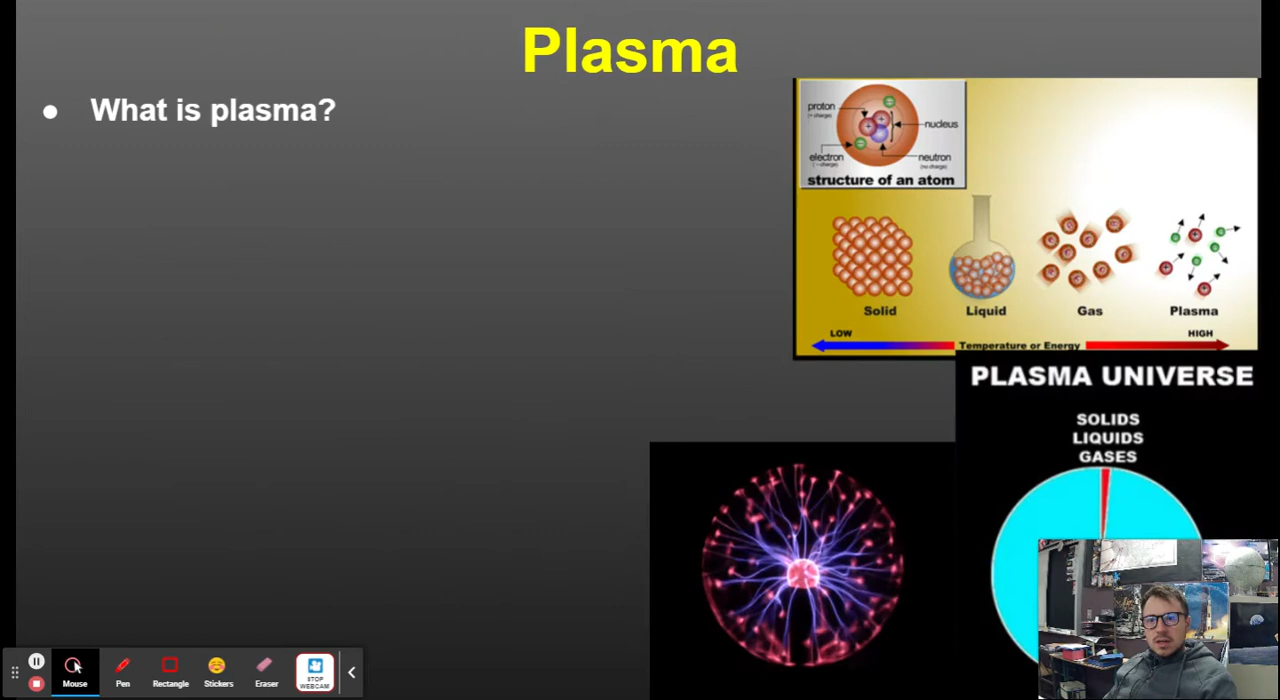 Plasma
● What is plasma?
proton
(+ charge)
nucleus
electron
(− charge)
neutron
(no charge)
structure of an atom
Solid
Liquid
Gas
Plasma
LOW
Temperature or Energy
HIGH
PLASMA UNIVERSE
SOLIDS
LIQUIDS
GASES
Mouse
Pen
Rectangle
Stickers
Eraser
STOP
WEBCAM